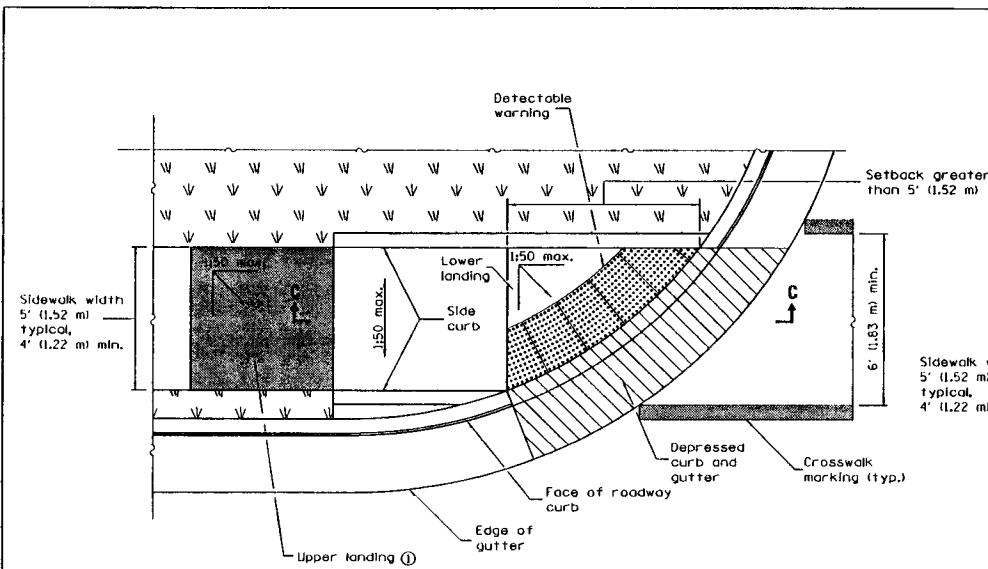 Detectable
warning
Setback greater
than 5' (1.52 m)
1:50 max.
Lower
landing
1:50 max.
Sidewalk width
5' (1.52 m)
typical,
4' (1.22 m) min.
C
1:50 max.
Side
curb
C
6' (1.83 m) min.
Sidewalk w
5' (1.52 m)
typical,
4' (1.22 m)
Depressed
curb and
gutter
Crosswalk
marking (typ.)
Face of roadway
curb
Edge of
gutter
Upper landing ①